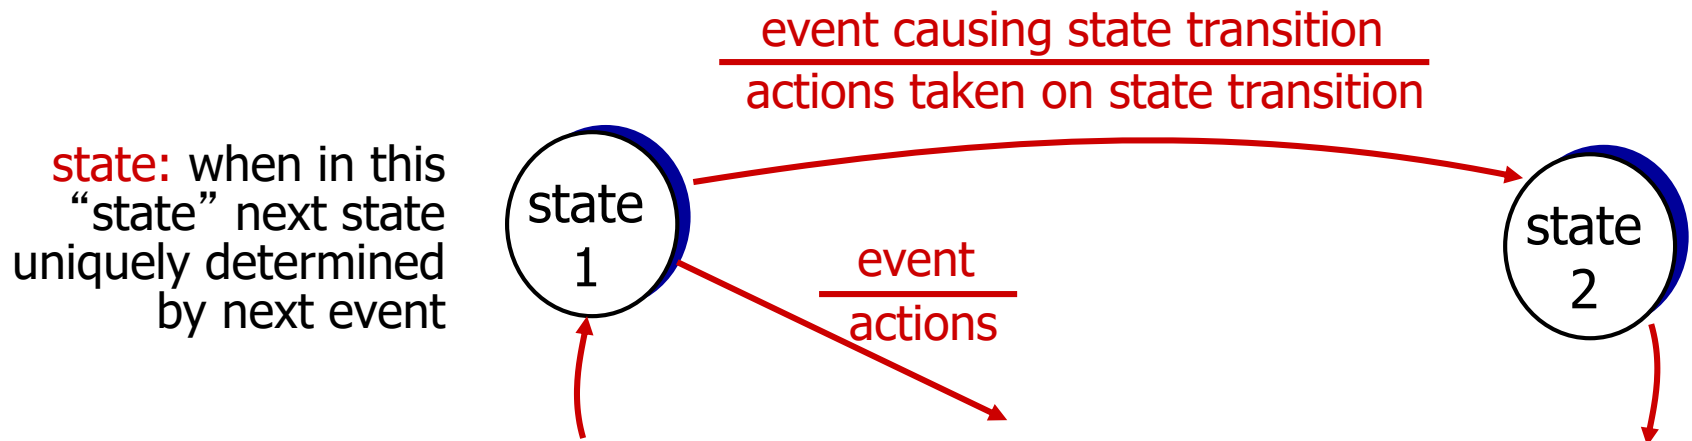 event causing state transition
actions taken on state transition
state: when in this
“state” next state
uniquely determined
by next event
state
1
event
actions
state
2